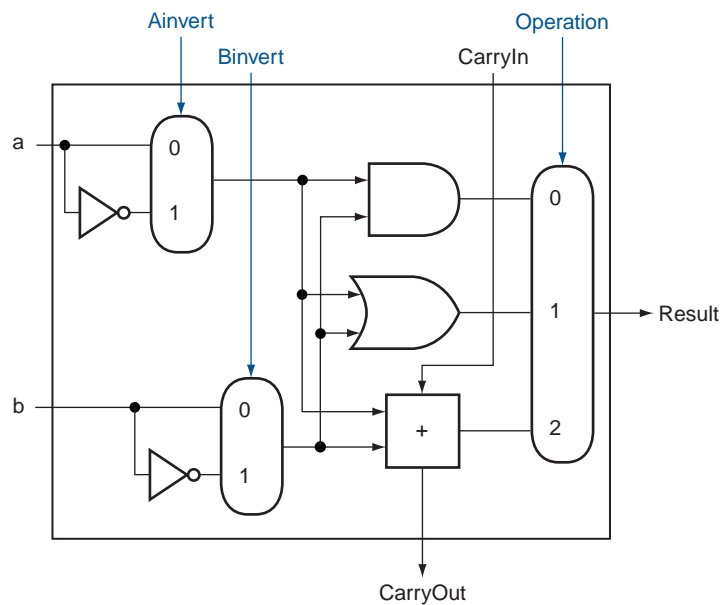 Ainvert
Operation
Binvert
CarryIn
a
0
1
0
1
Result
b
0
1
+
2
CarryOut